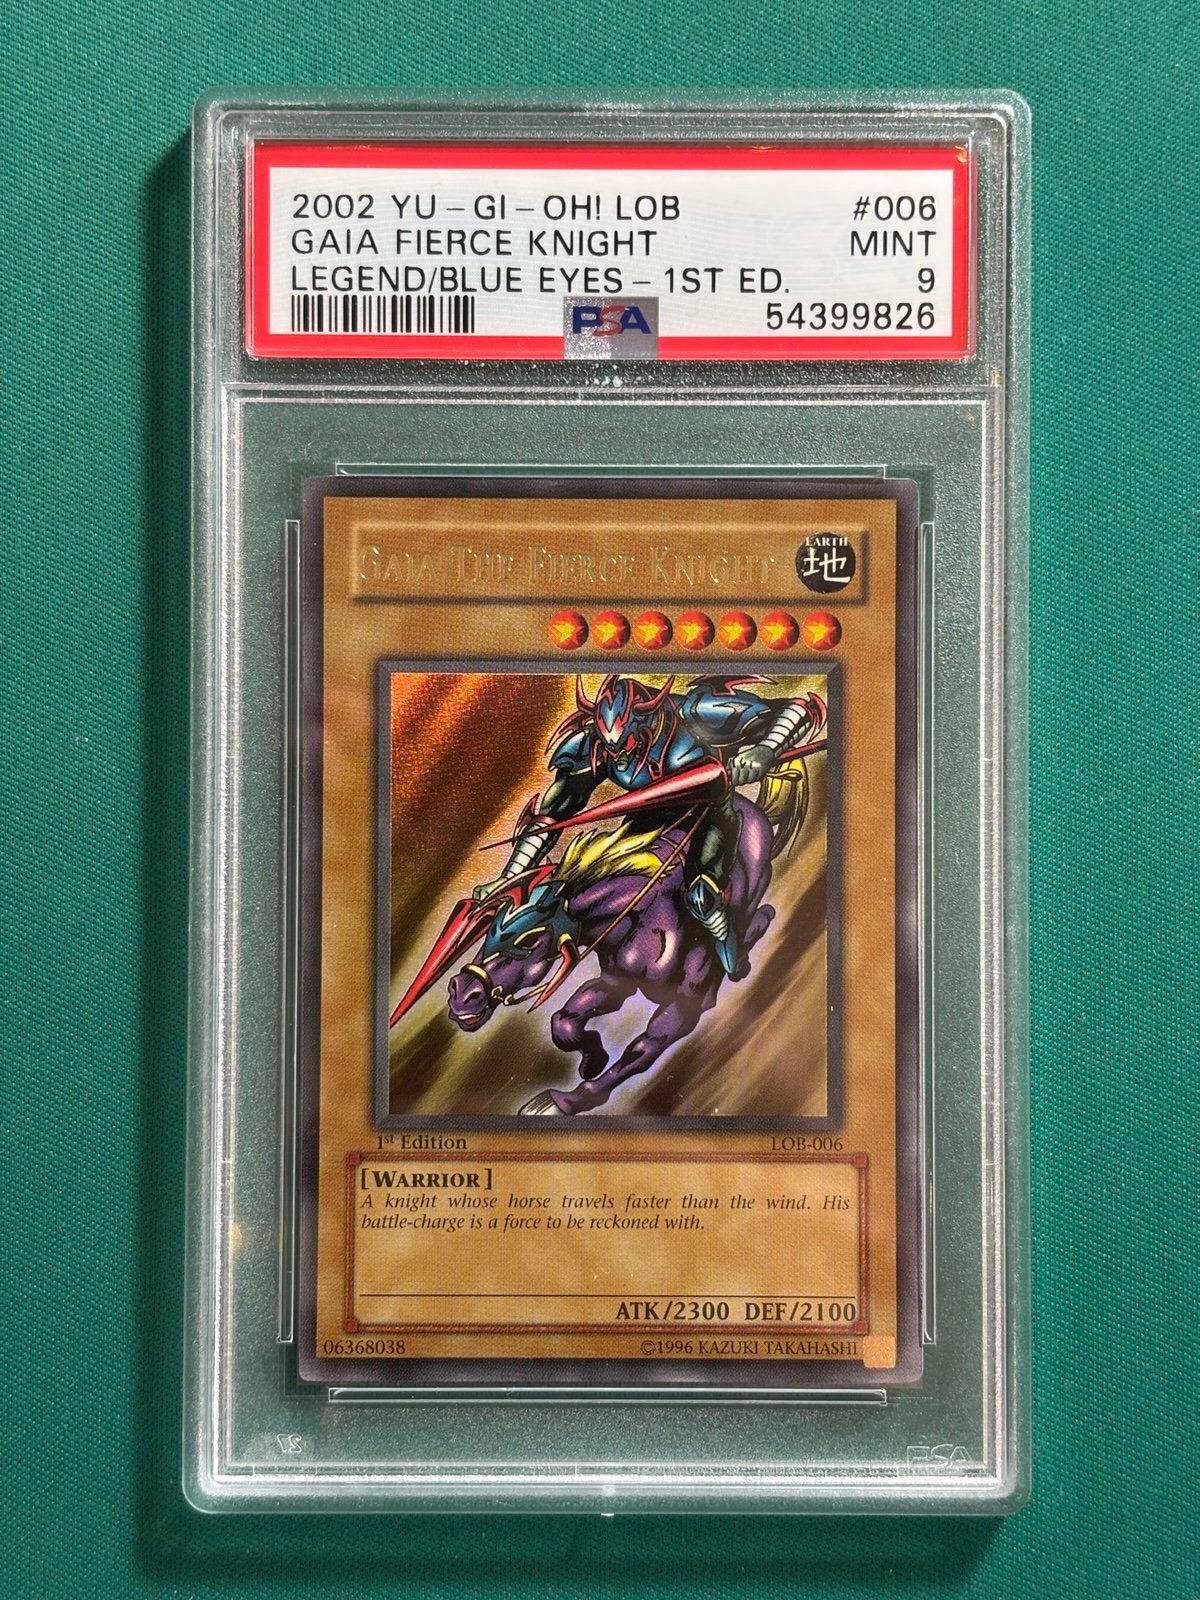 2002 YU-GI-OH! LOB #006
GAIA FIERCE KNIGHT MINT
LEGEND/BLUE EYES-1ST ED. 9
PSA 54399826
GAIA THE FIERCE KNIGHT
EARTH
地
1st Edition LOB-006
[WARRIOR]
A knight whose horse travels faster than the wind. His
battle-charge is a force to be reckoned with.
ATK/2300 DEF/2100
06368038 ©1996 KAZUKI TAKAHASHI
PSA